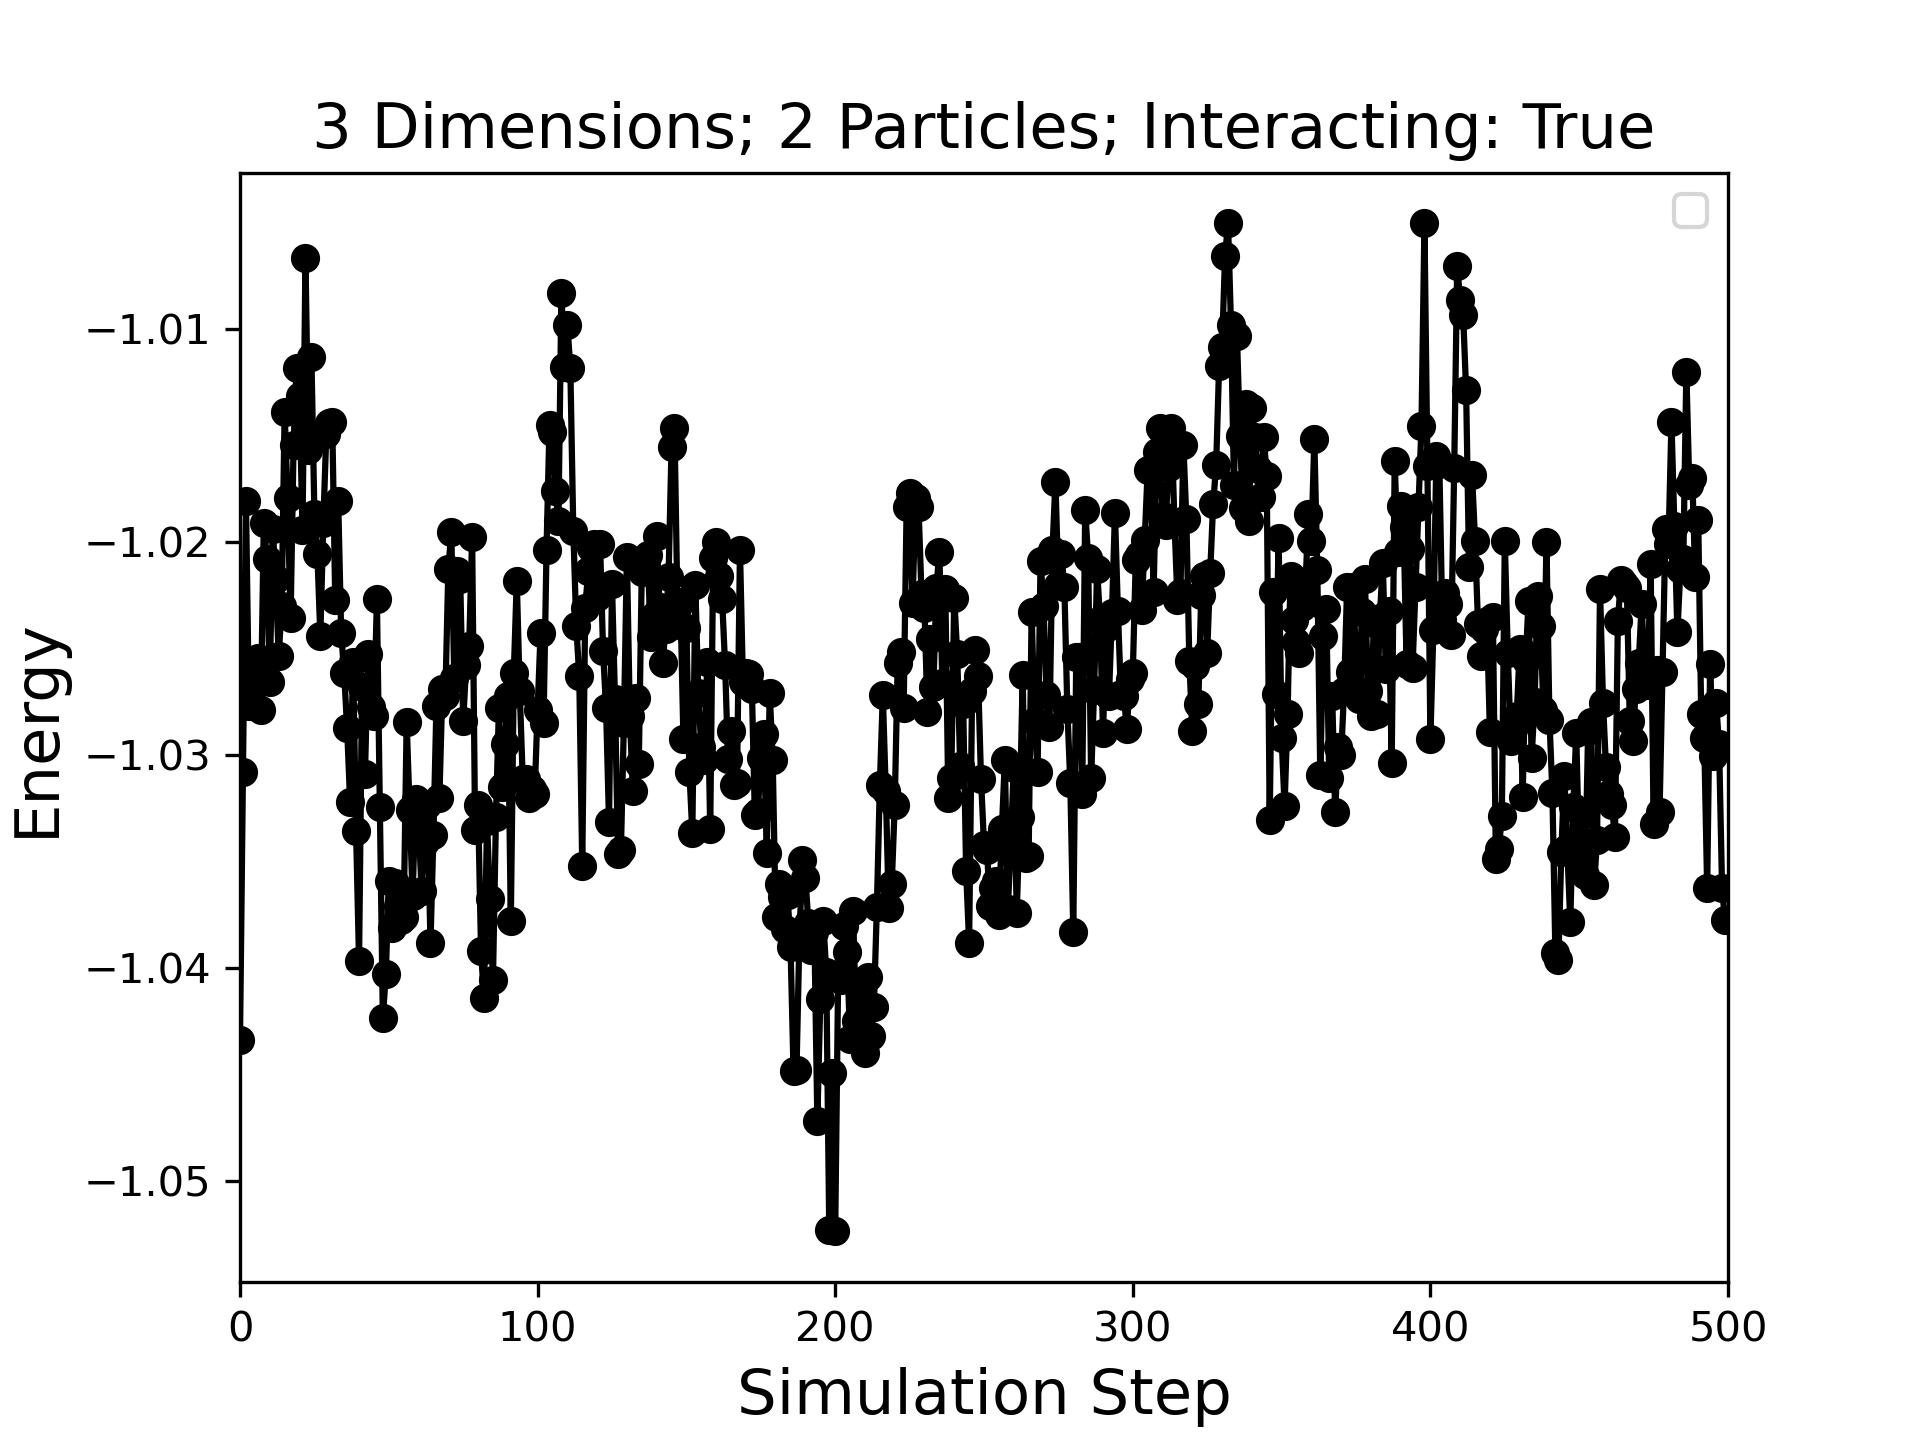 3 Dimensions; 2 Particles; Interacting: True
Energy
−1.01
−1.02
−1.03
−1.04
−1.05
0 100 200 300 400 500
Simulation Step